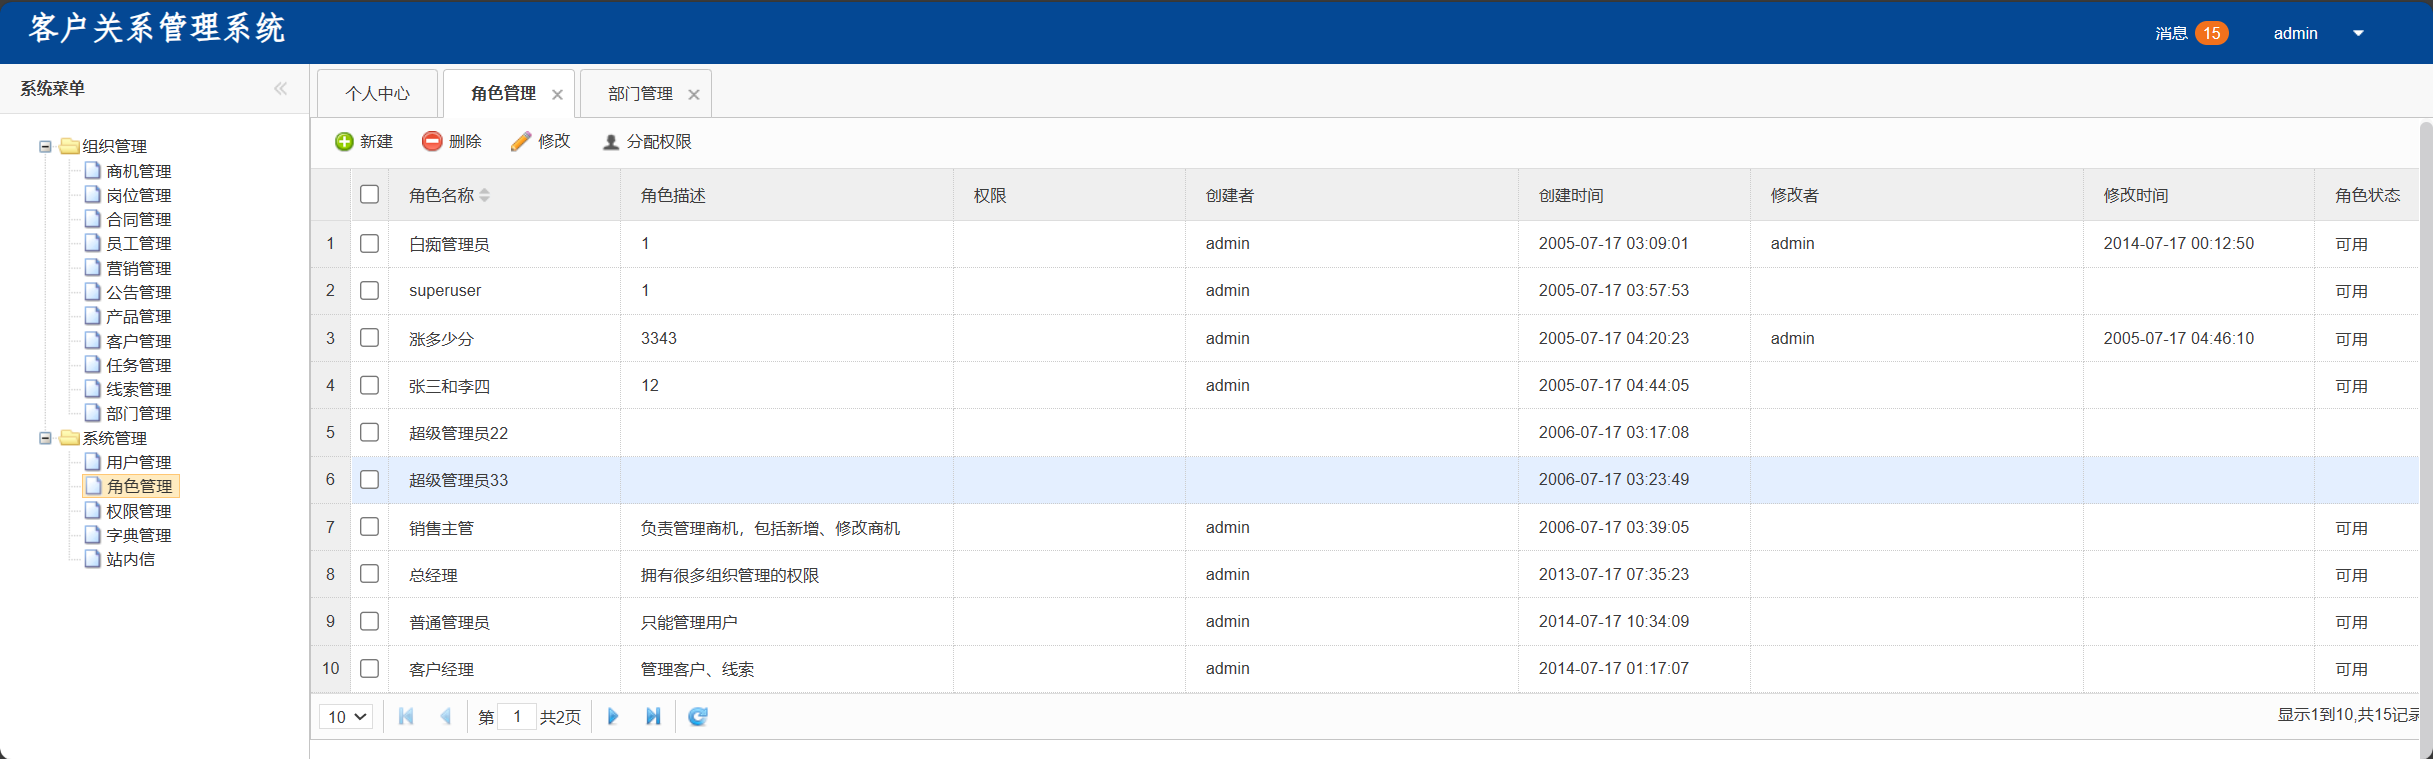 客户关系管理系统
消息 15 admin
系统菜单
个人中心 角色管理 部门管理
组织管理
商机管理
岗位管理
合同管理
员工管理
营销管理
公告管理
产品管理
客户管理
任务管理
线索管理
部门管理
系统管理
用户管理
角色管理
权限管理
字典管理
站内信
新建 删除 修改 分配权限
角色名称 角色描述 权限 创建者 创建时间 修改者 修改时间 角色状态
1 白痴管理员 1 admin 2005-07-17 03:09:01 admin 2014-07-17 00:12:50 可用
2 superuser 1 admin 2005-07-17 03:57:53 可用
3 涨多少分 3343 admin 2005-07-17 04:20:23 admin 2005-07-17 04:46:10 可用
4 张三和李四 12 admin 2005-07-17 04:44:05 可用
5 超级管理员22 2006-07-17 03:17:08
6 超级管理员33 2006-07-17 03:23:49
7 销售主管 负责管理商机，包括新增、修改商机 admin 2006-07-17 03:39:05 可用
8 总经理 拥有很多组织管理的权限 admin 2013-07-17 07:35:23 可用
9 普通管理员 只能管理用户 admin 2014-07-17 10:34:09 可用
10 客户经理 管理客户、线索 admin 2014-07-17 01:17:07 可用
10 第 1 共2页 显示1到10,共15记录